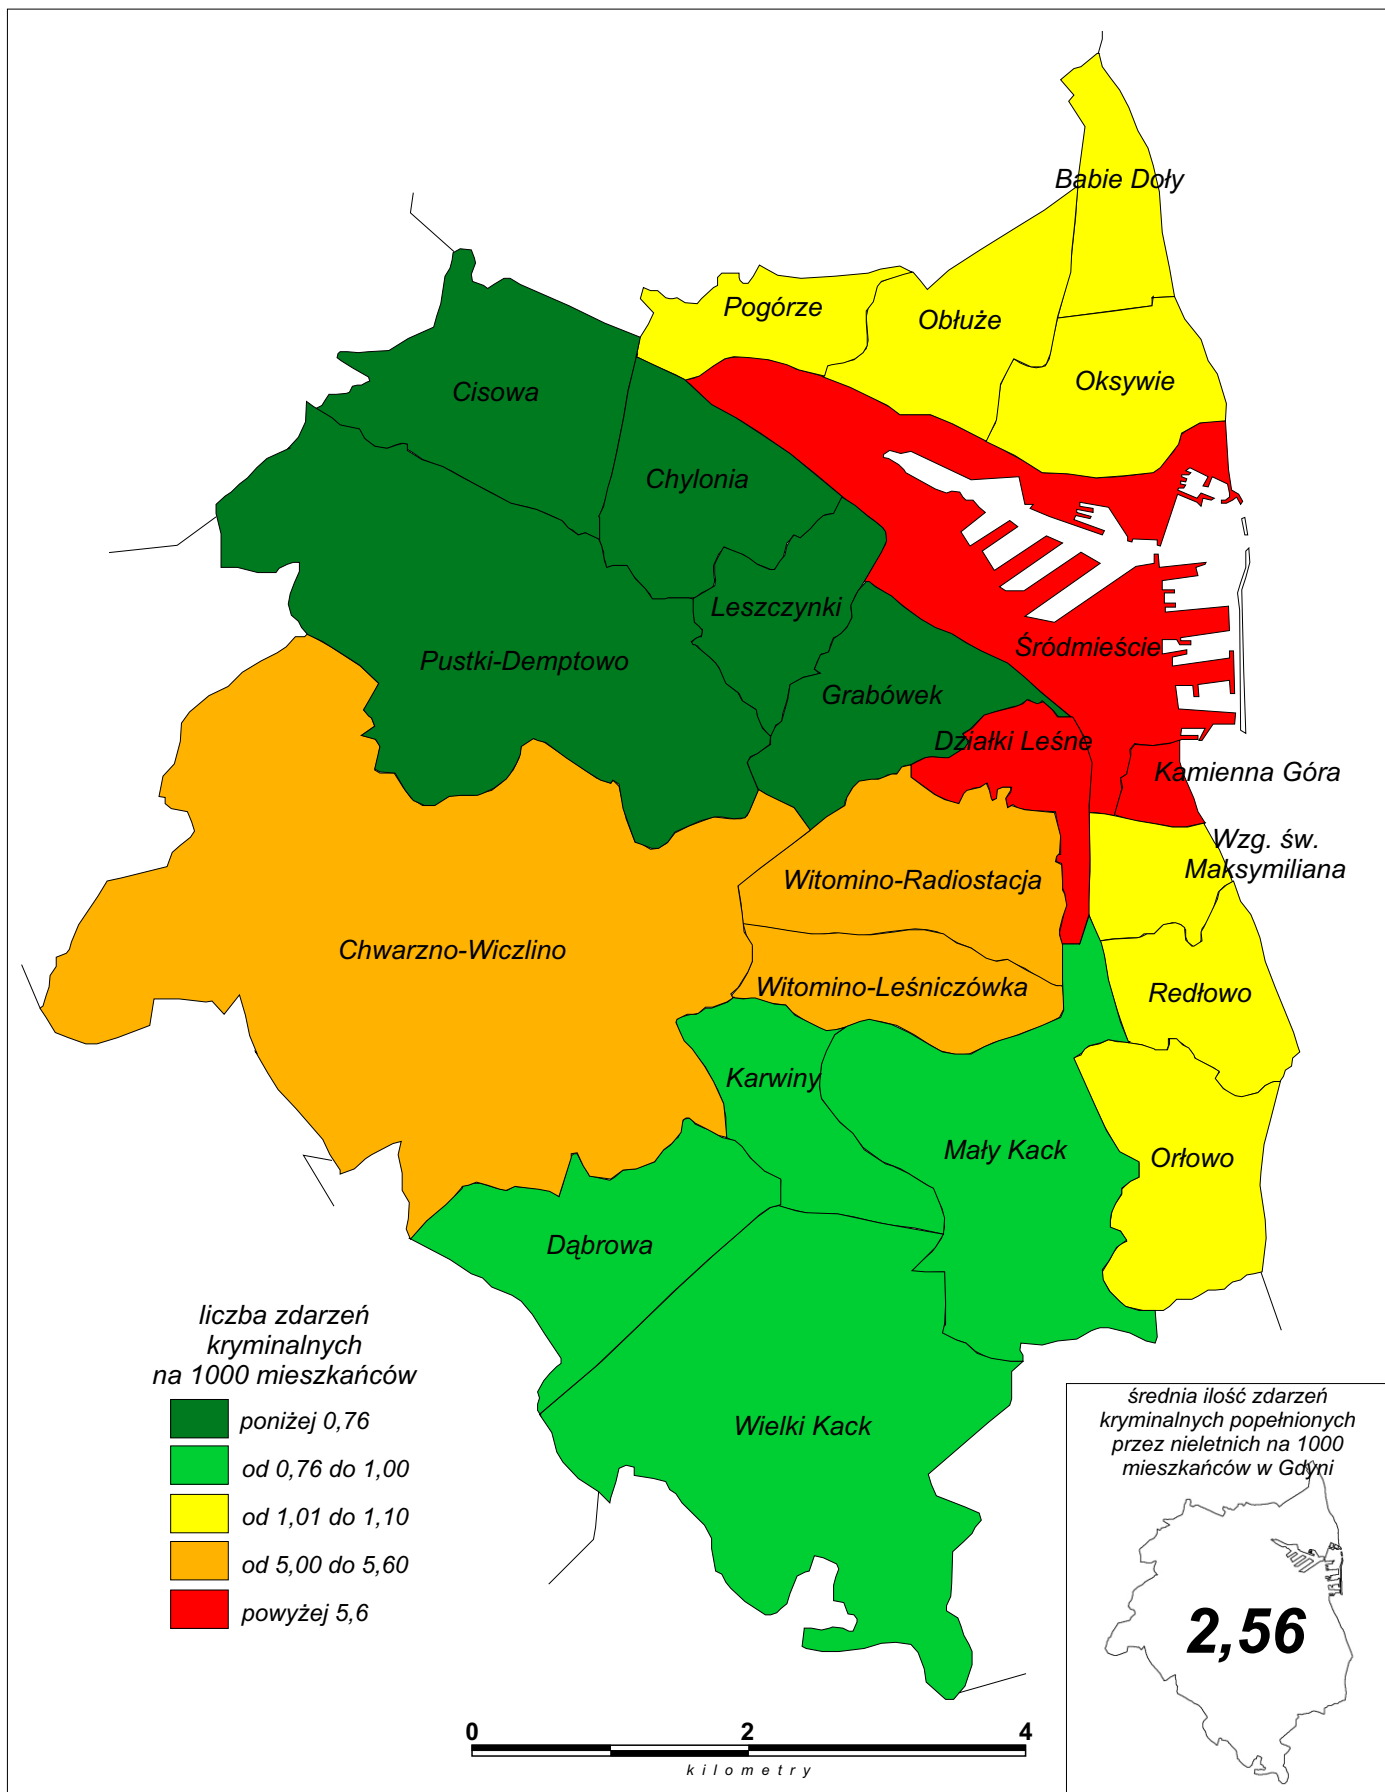 Babie Doły
Pogórze
Obłuże
Oksywie
Cisowa
Chylonia
Leszczynki
Śródmieście
Pustki-Demptowo
Grabówek
Działki Leśne
Kamienna Góra
Wzg. św.
Maksymiliana
Witomino-Radiostacja
Chwarzno-Wiczlino
Witomino-Leśniczówka
Redłowo
Karwiny
Mały Kack
Orłowo
Dąbrowa
Wielki Kack
liczba zdarzeń
kryminalnych
na 1000 mieszkańców
poniżej 0,76
od 0,76 do 1,00
od 1,01 do 1,10
od 5,00 do 5,60
powyżej 5,6
średnia ilość zdarzeń
kryminalnych popełnionych
przez nieletnich na 1000
mieszkańców w Gdyni
2,56
0 2 4
kilometry